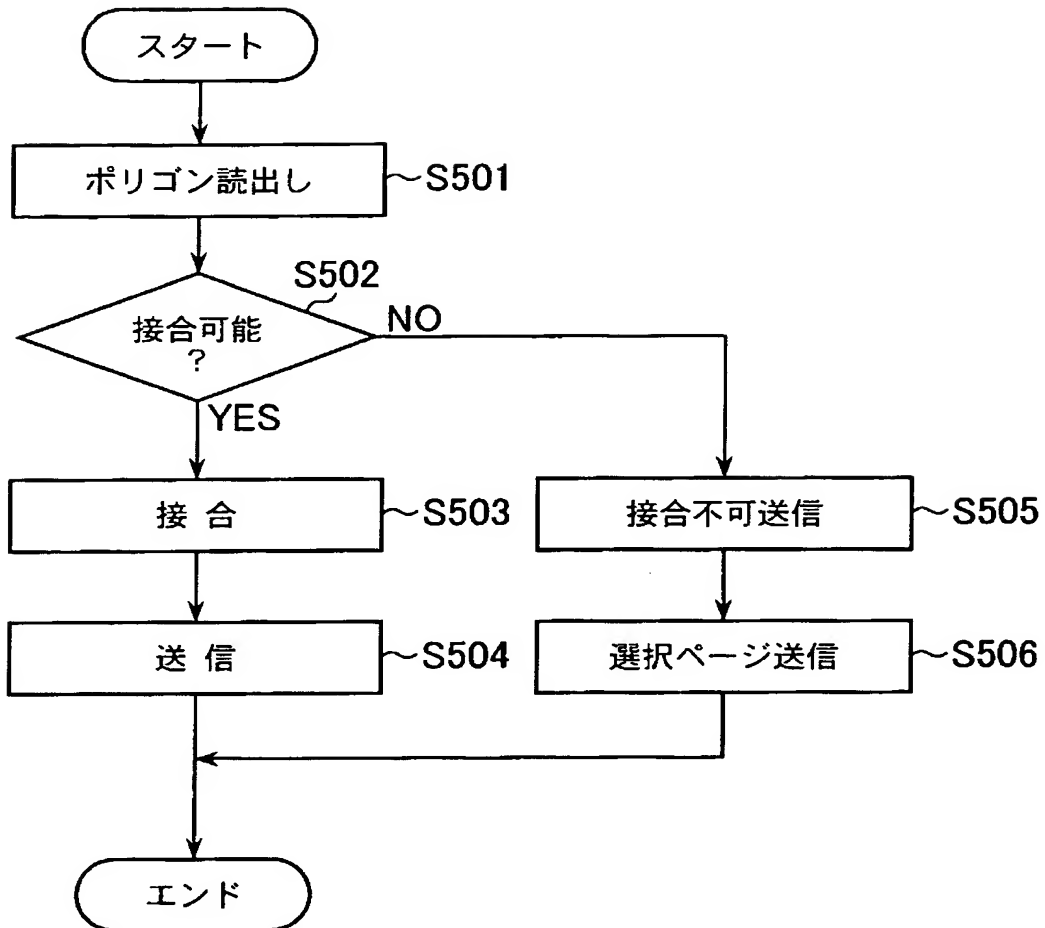 スタート
ポリゴン読出し
S501
S502
接合可能
?
NO
YES
接 合
S503
接合不可送信
S505
送 信
S504
選択ページ送信
S506
エンド